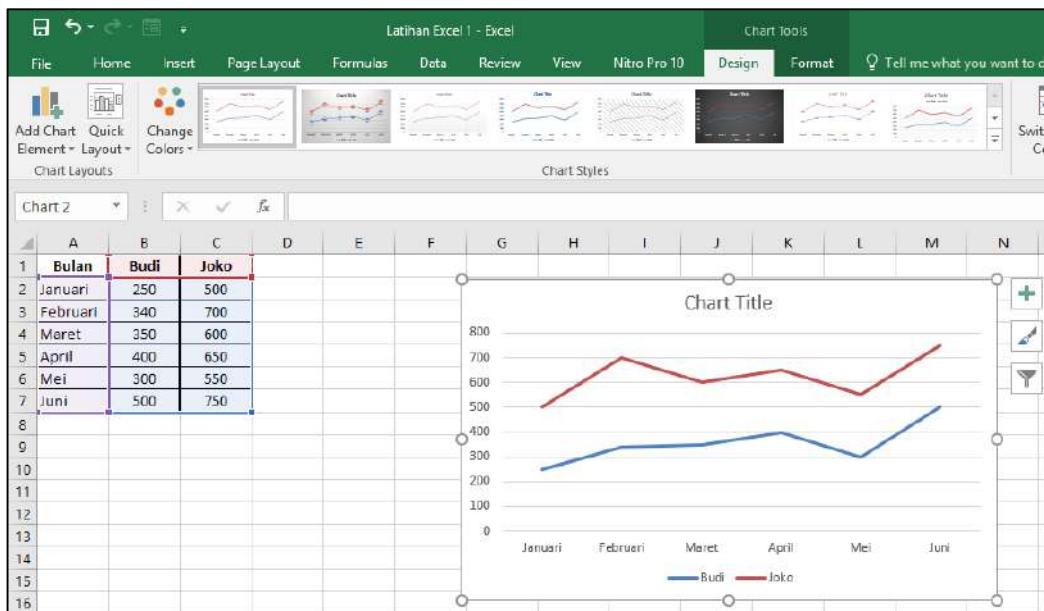 Latihan Excel 1 - Excel
Chart Tools
File Home Insert Page Layout Formulas Data Review View Nitro Pro 10 Design Format Tell me what you want to
Add Chart Element Quick Layout Change Colors
Chart Layouts Chart Styles
Chart 2 fx
A B C D E F G H I J K L M N
1 Bulan Budi Joko
2 Januari 250 500
3 Februari 340 700
4 Maret 350 600
5 April 400 650
6 Mei 300 550
7 Juni 500 750
8
9
10
11
12
13
14
15
16
Chart Title
800
700
600
500
400
300
200
100
0
Januari Februari Maret April Mei Juni
Budi Joko